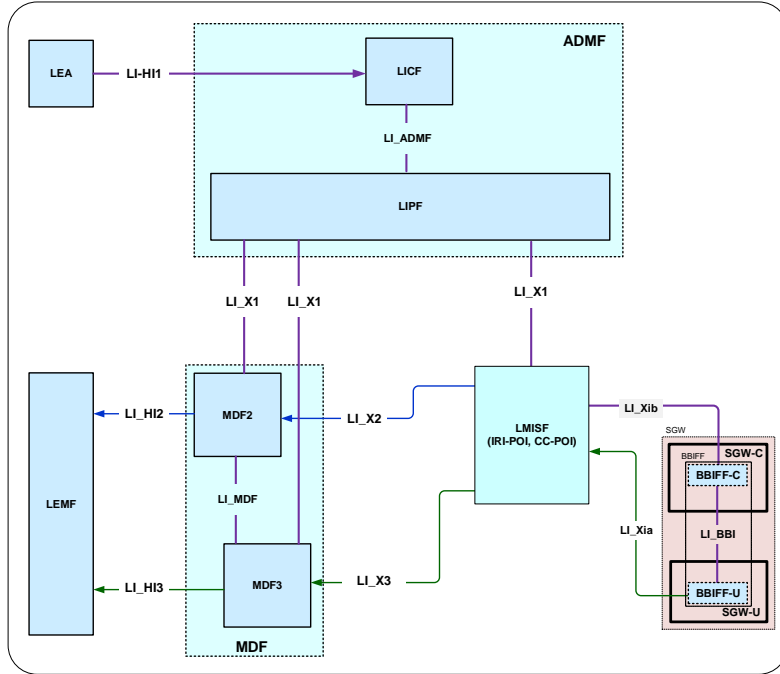 ADMF
LEA
LI-HI1
LICF
LI_ADMF
LIPF
LI_X1
LI_X1
LI_X1
LEMF
LI_HI2
MDF2
LI_X2
LMISF
(IRI-POI, CC-POI)
LI_Xib
SGW
BBIFF
SGW-C
BBIFF-C
LI_MDF
LI_Xia
LI_BBI
LI_HI3
MDF3
LI_X3
BBIFF-U
SGW-U
MDF